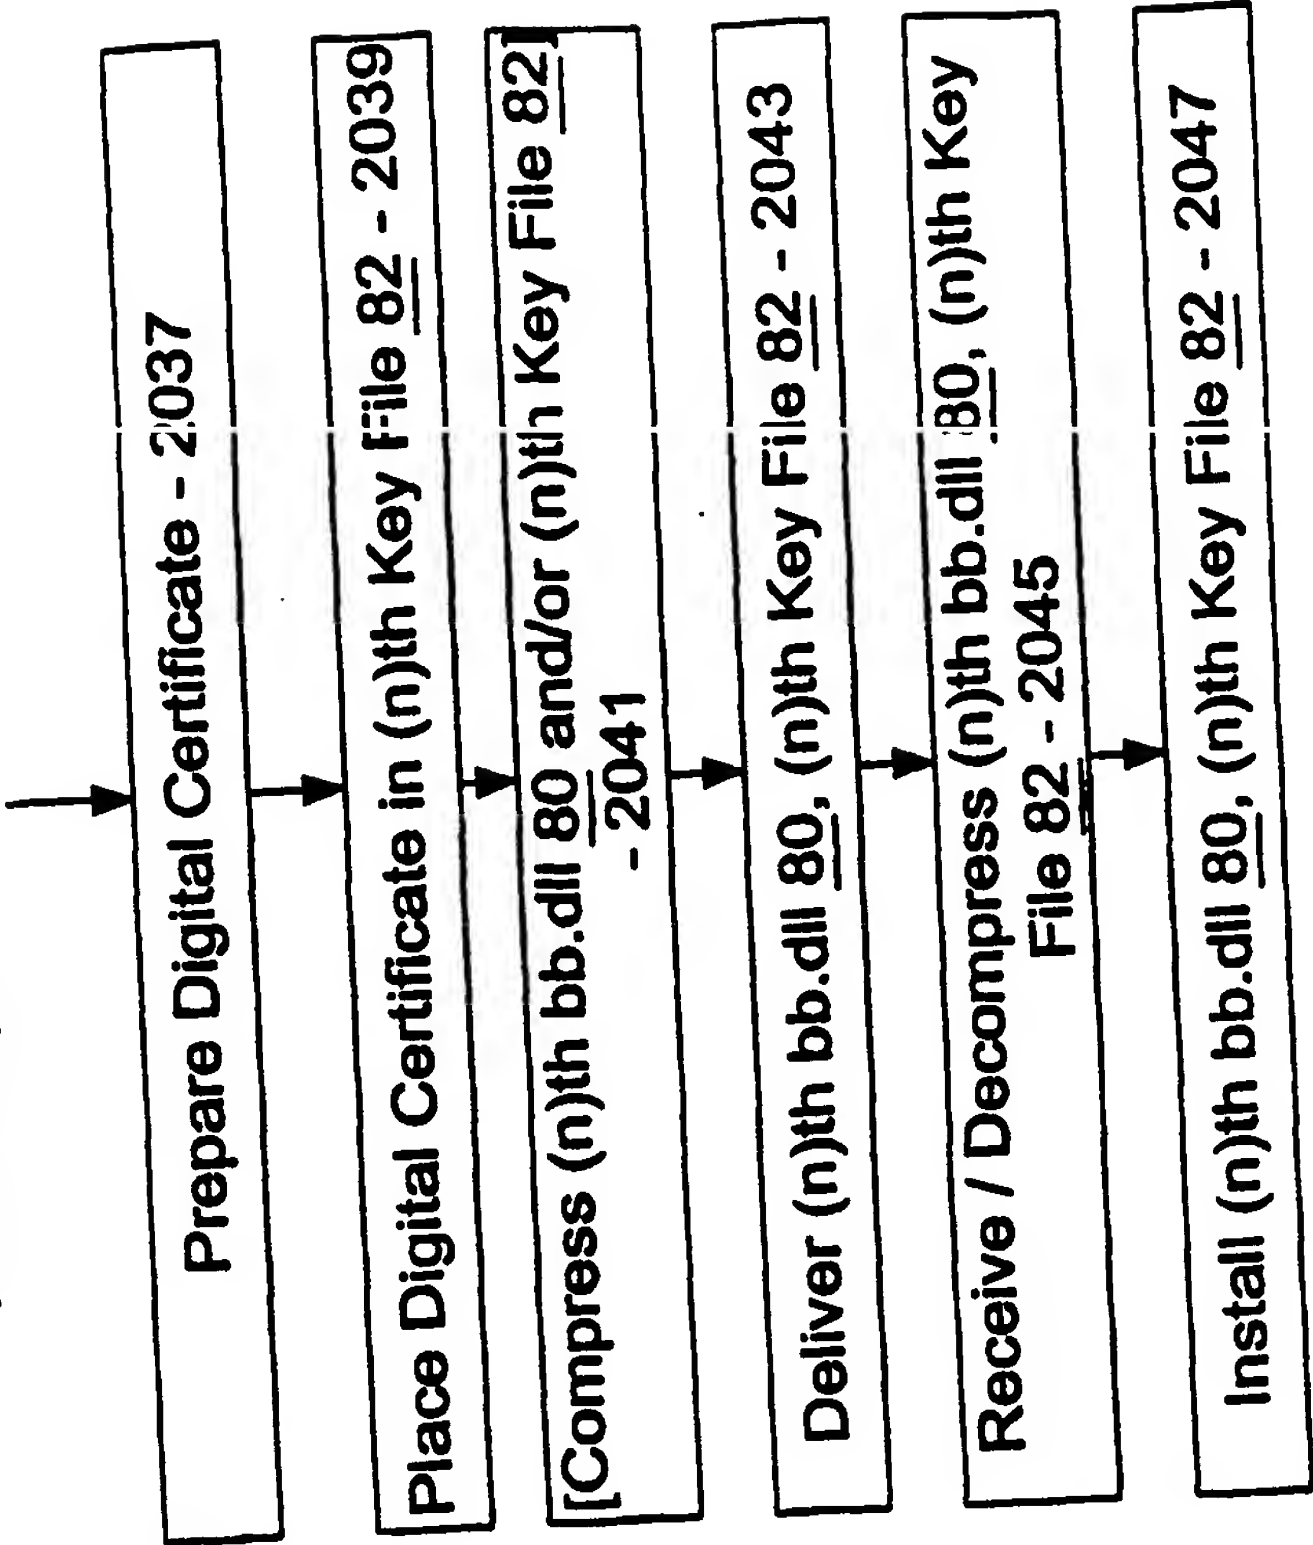 Prepare Digital Certificate - 2037
Place Digital Certificate in (n)th Key File 82 - 2039
[Compress (n)th bb.dll 80 and/or (n)th Key File 82]
- 2041
Deliver (n)th bb.dll 80, (n)th Key File 82 - 2043
Receive / Decompress (n)th bb.dll 80, (n)th Key
File 82 - 2045
Install (n)th bb.dll 80, (n)th Key File 82 - 2047